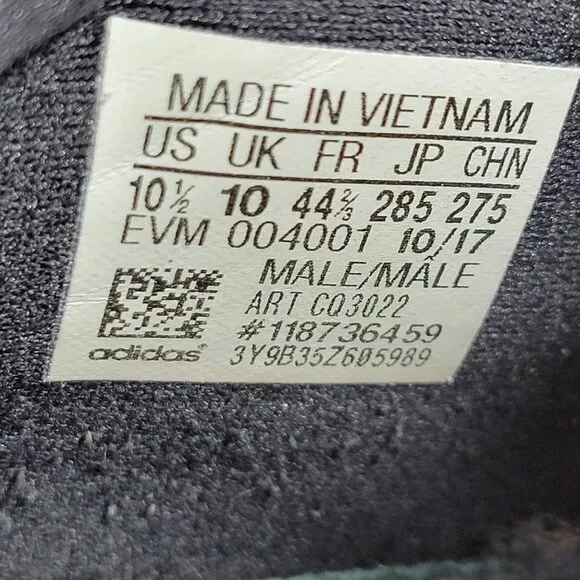 MADE IN VIETNAM
US UK FR JP CHN
10½ 10 44⅔ 285 275
EVM 004001 10/17
MALE/MÂLE
ART CQ3022
#118736459
adidas® 3Y9B35Z605989